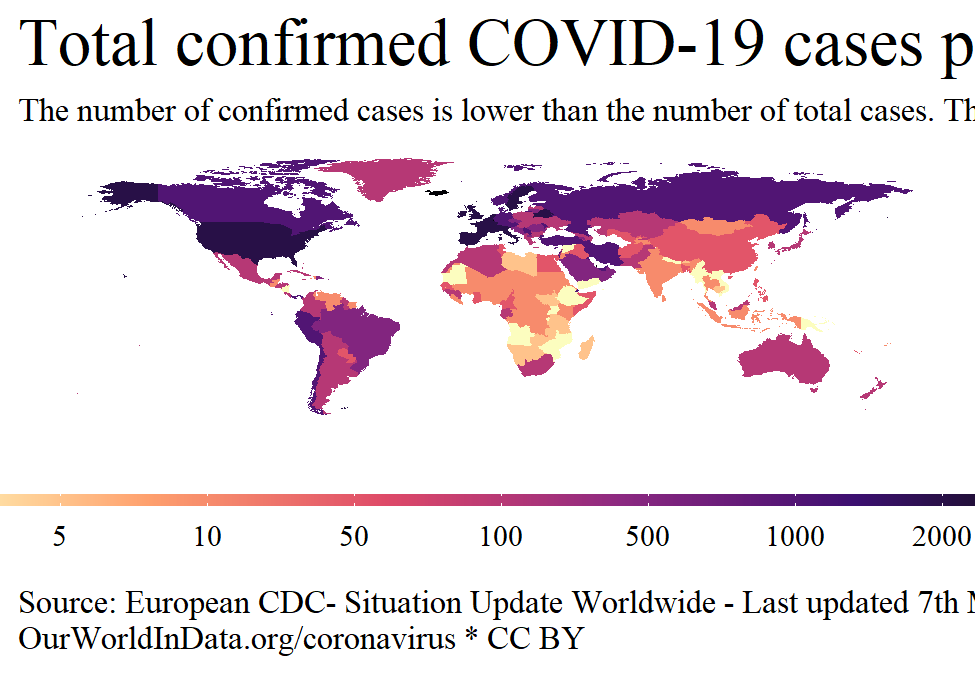 Total confirmed COVID-19 cases p
The number of confirmed cases is lower than the number of total cases. Th
5 10 50 100 500 1000 2000
Source: European CDC- Situation Update Worldwide - Last updated 7th
OurWorldInData.org/coronavirus * CC BY